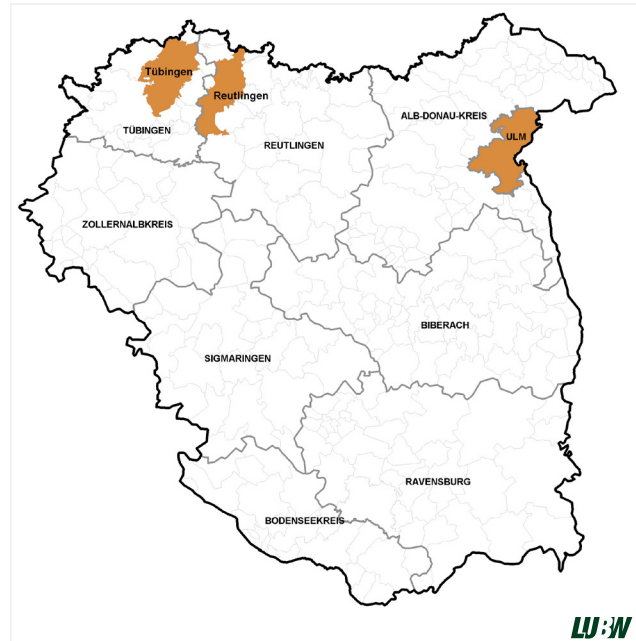 Tübingen
Reutlingen
ALB-DONAU-KREIS
TÜBINGEN
ULM
REUTLINGEN
ZOLLERNALBKREIS
BIBERACH
SIGMARINGEN
RAVENSBURG
BODENSEEKREIS
LUBW